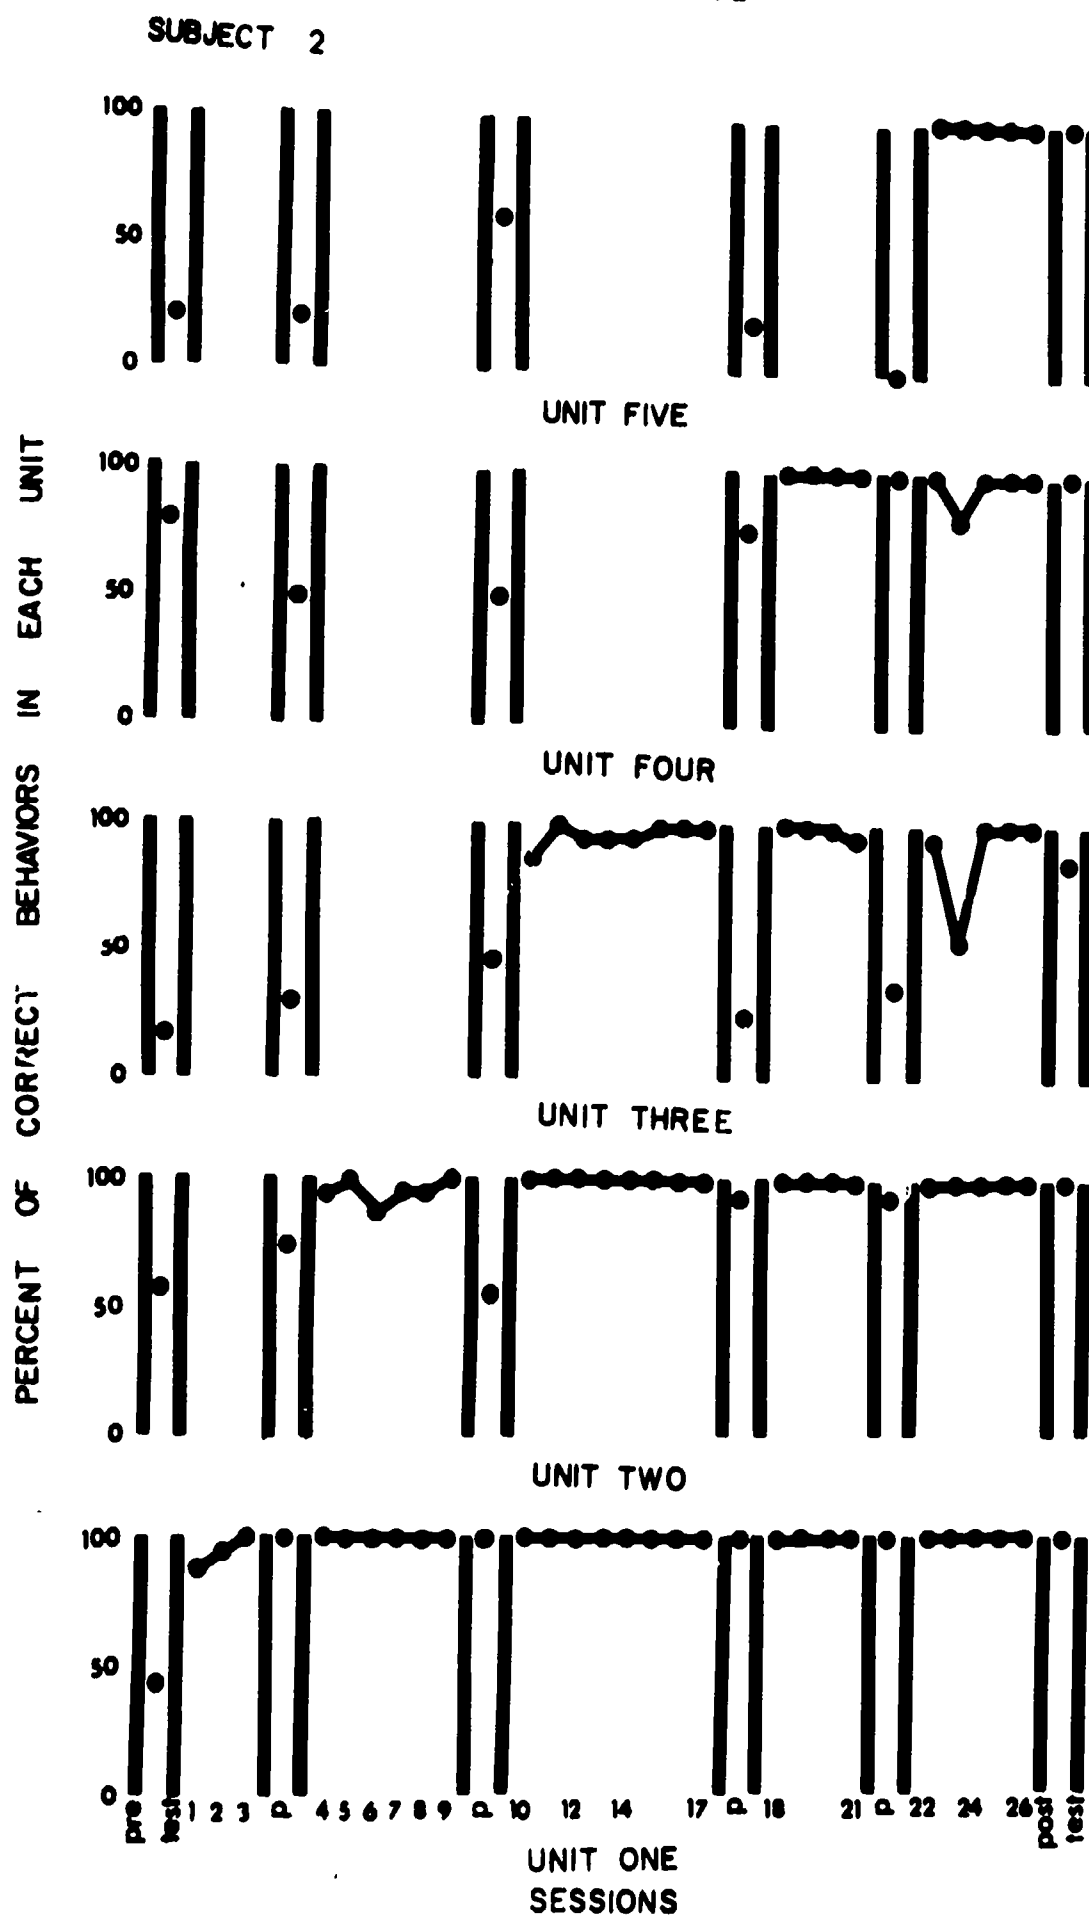 SUBJECT 2
100
50
0
UNIT FIVE
100
50
0
UNIT FOUR
100
50
0
UNIT THREE
100
50
0
UNIT TWO
100
50
0
pre test 1 2 3 P 4 5 6 7 8 9 P 10 12 14 17 P 18 21 P 22 24 26 post test
UNIT ONE
SESSIONS
PERCENT OF CORRECT BEHAVIORS IN EACH UNIT